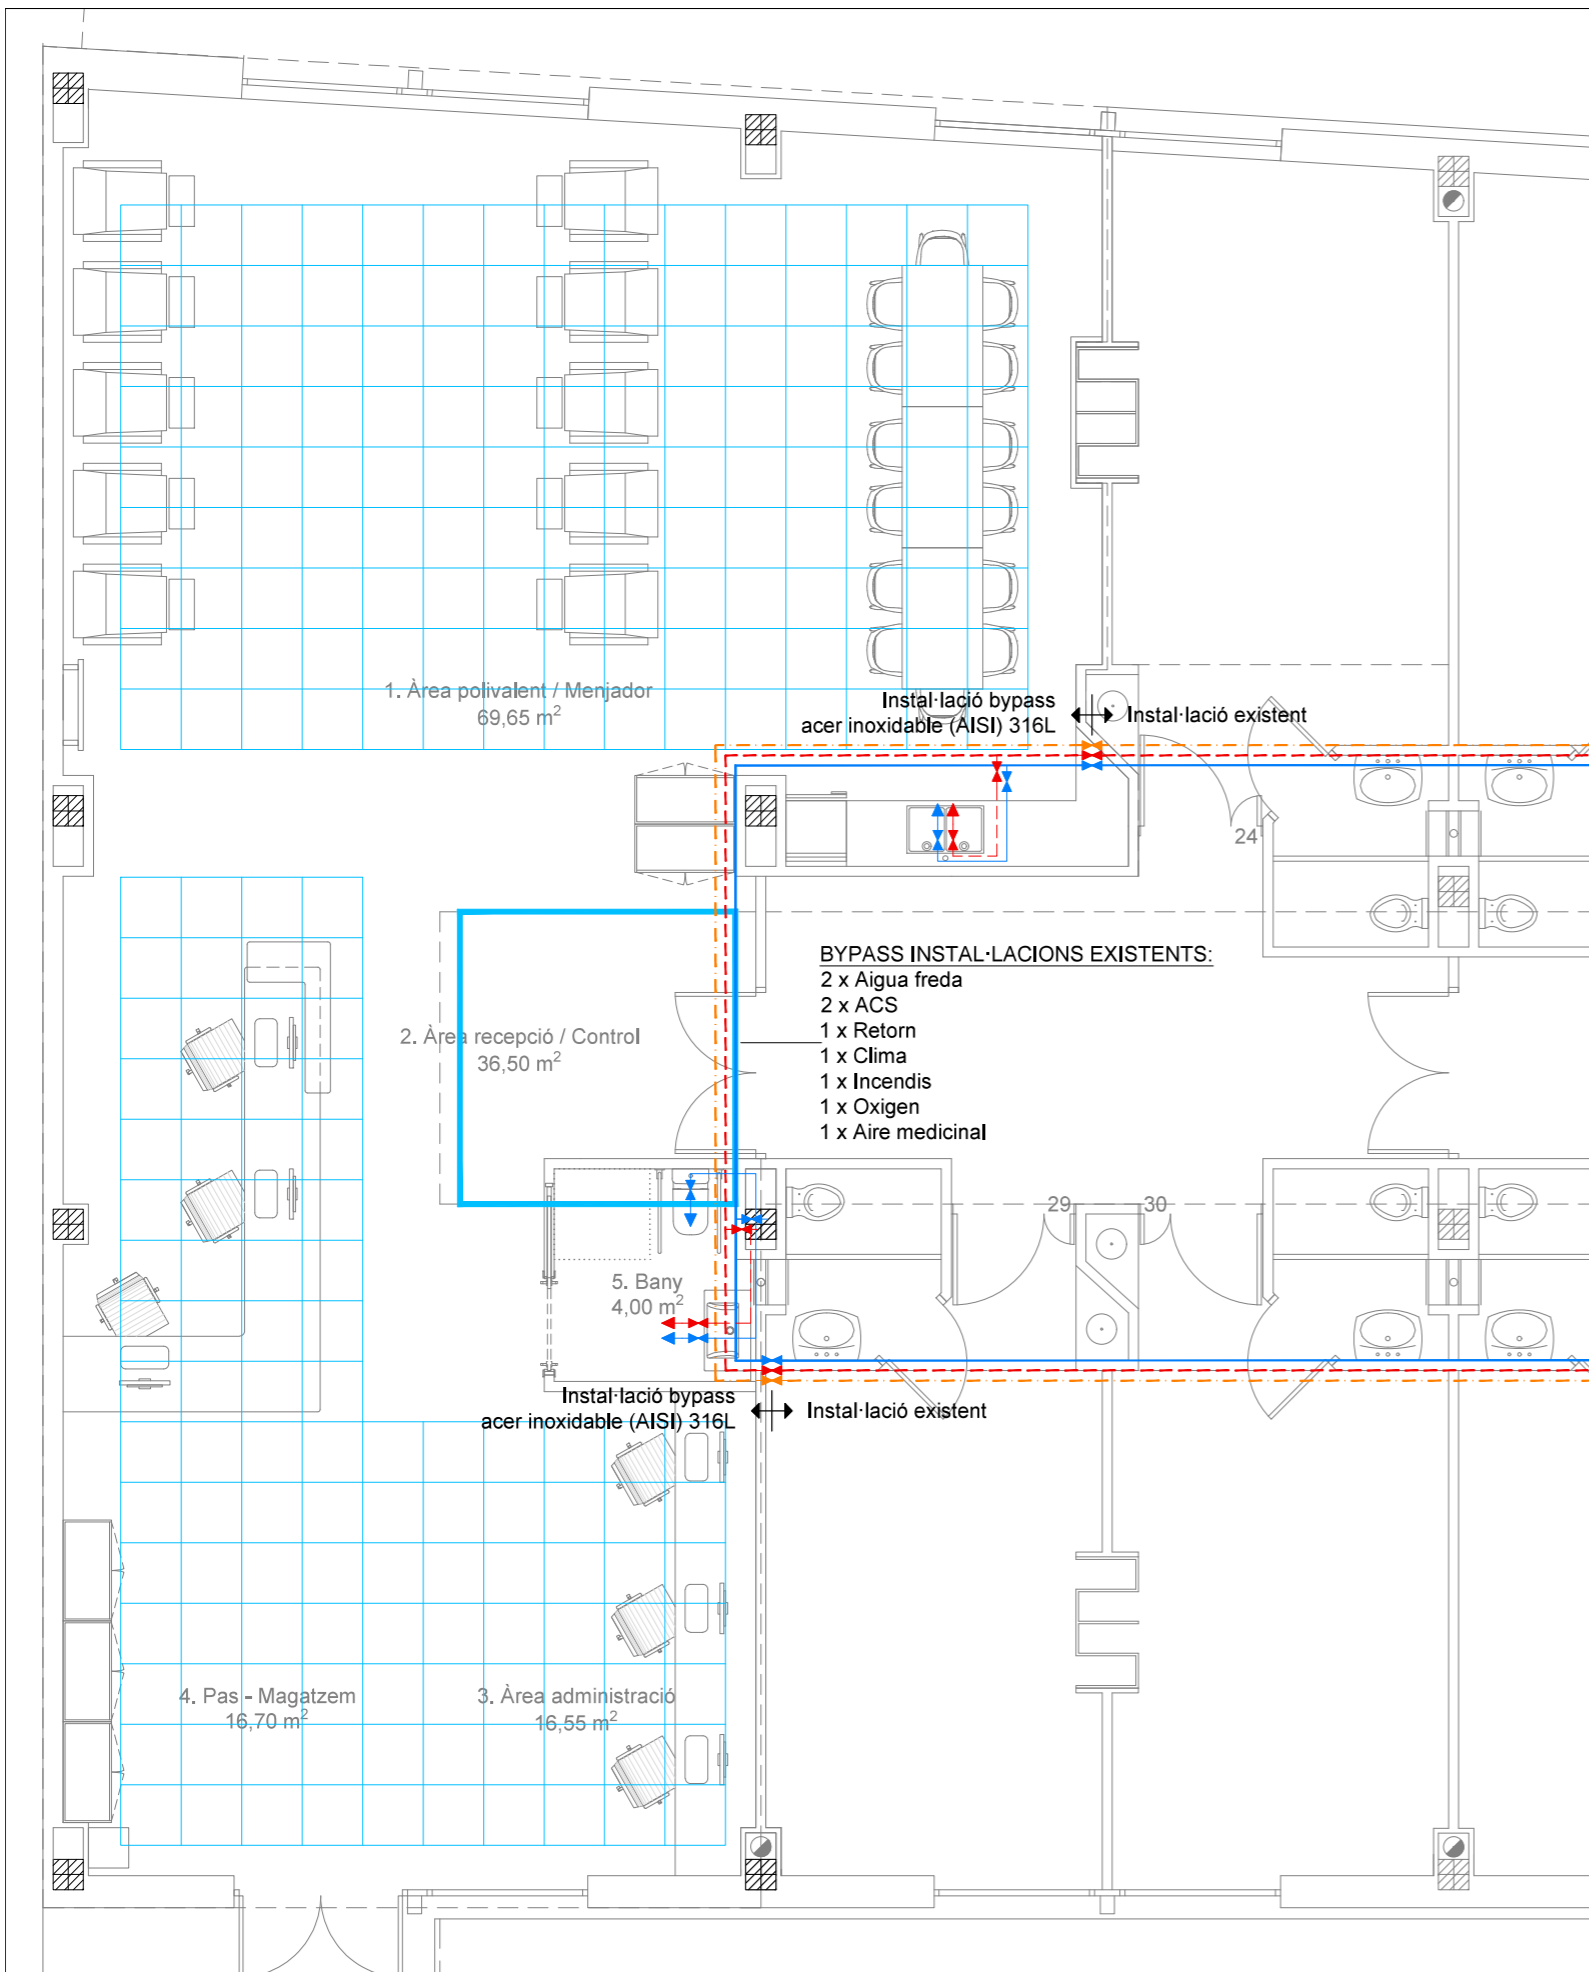 1. Àrea polivalent / Menjador
69,65 m²
Instal·lació bypass
acer inoxidable (AISI) 316L
Instal·lació existent
24
BYPASS INSTAL·LACIONS EXISTENTS:
2 x Aigua freda
2 x ACS
1 x Retorn
1 x Clima
1 x Incendis
1 x Oxigen
1 x Aire medicinal
2. Àrea recepció / Control
36,50 m²
29
30
5. Bany
4,00 m²
Instal·lació bypass
acer inoxidable (AISI) 316L
Instal·lació existent
4. Pas - Magatzem
16,70 m²
3. Àrea administració
16,55 m²